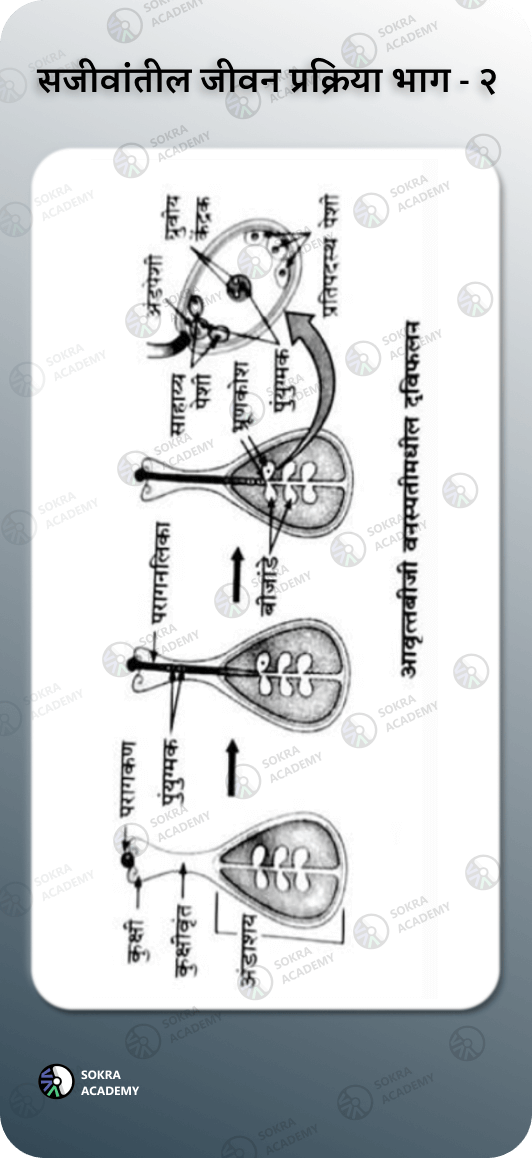 सजीवांतील जीवन प्रक्रिया भाग - २
परागकण
पुंयुग्मक
कुक्षी
कुक्षीवृंत
अंडाशय
परागनलिका
बीजांडे
साहाय्य
पेशी
अंडपेशी
ध्रुवीय
केंद्रक
भ्रूणकोश
पुंयुग्मक
प्रतिपदस्थ पेशी
आवृत्तबीजी वनस्पतीमधील द्विफलन
SOKRA
ACADEMY